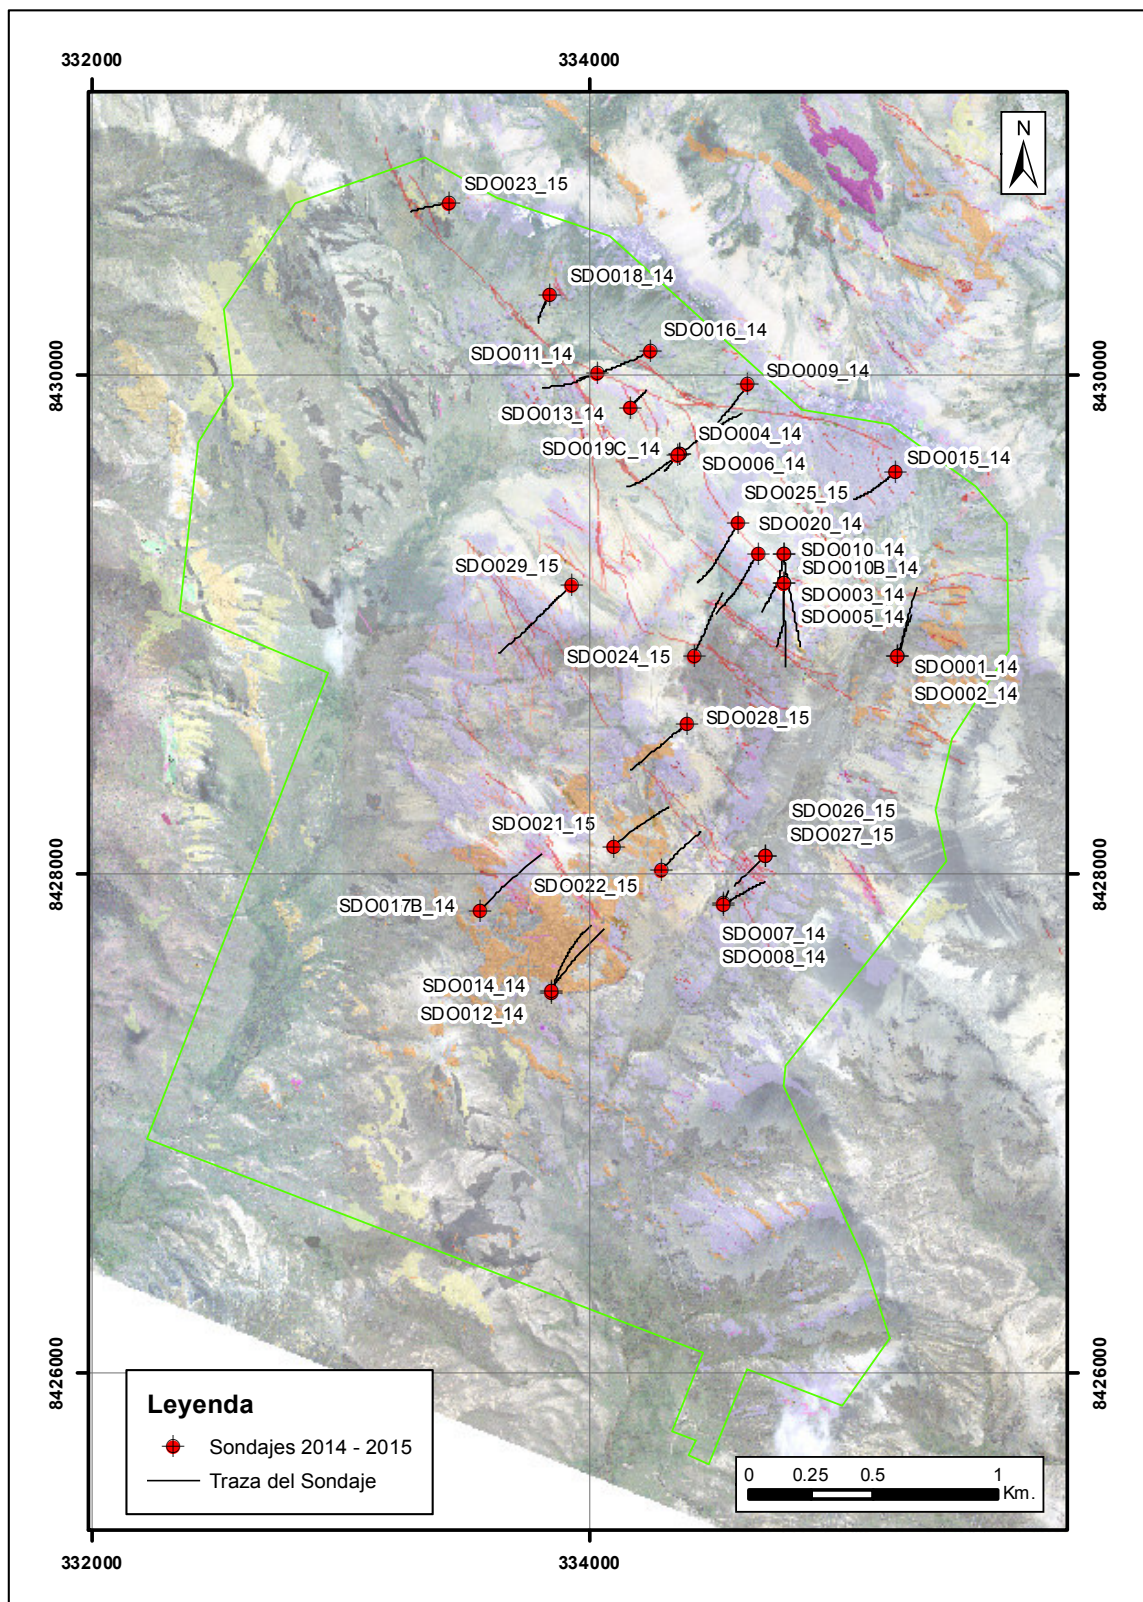 332000
334000
N
8430000
8430000
SDO023_15
SDO018_14
SDO016_14
SDO011_14
SDO009_14
SDO013_14
SDO004_14
SDO019C_14
SDO006_14
SDO015_14
SDO025_15
SDO020_14
SDO010_14
SDO010B_14
SDO029_15
SDO003_14
SDO005_14
SDO024_15
SDO001_14
SDO002_14
SDO028_15
SDO026_15
SDO021_15
SDO027_15
8428000
8428000
SDO022_15
SDO017B_14
SDO007_14
SDO008_14
SDO014_14
SDO012_14
8426000
8426000
Leyenda
Sondajes 2014 - 2015
Traza del Sondaje
0 0.25 0.5 1
Km.
332000
334000